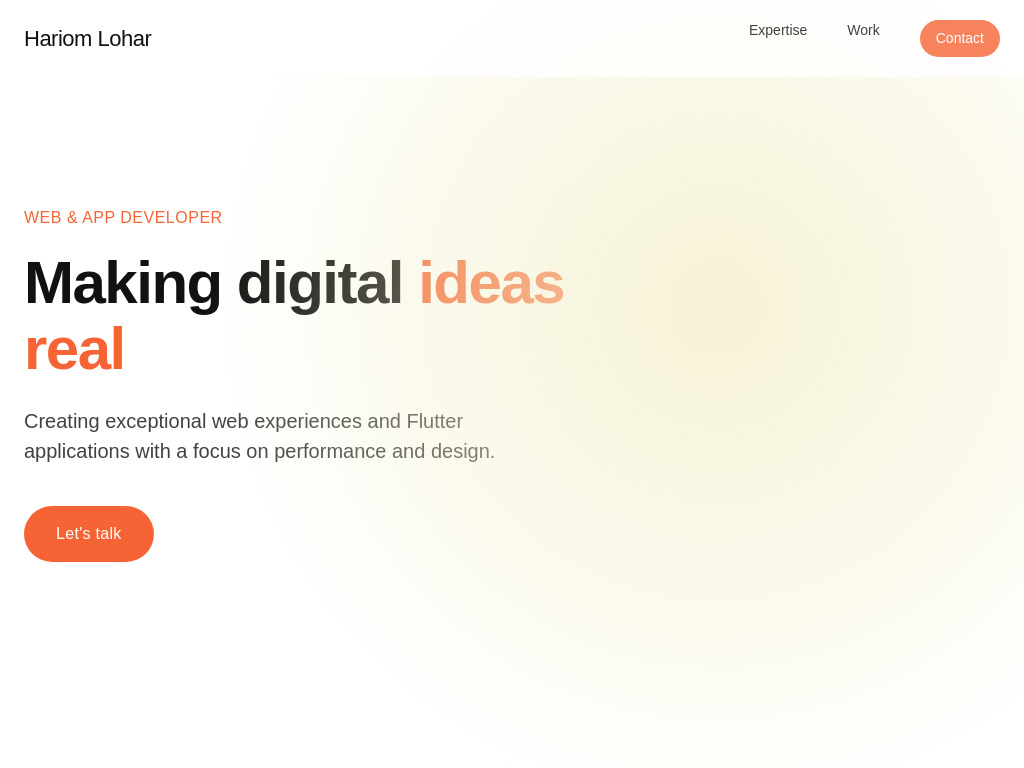 Hariom Lohar
Expertise
Work
Contact
WEB & APP DEVELOPER
Making digital ideas
real
Creating exceptional web experiences and Flutter
applications with a focus on performance and design.
Let's talk